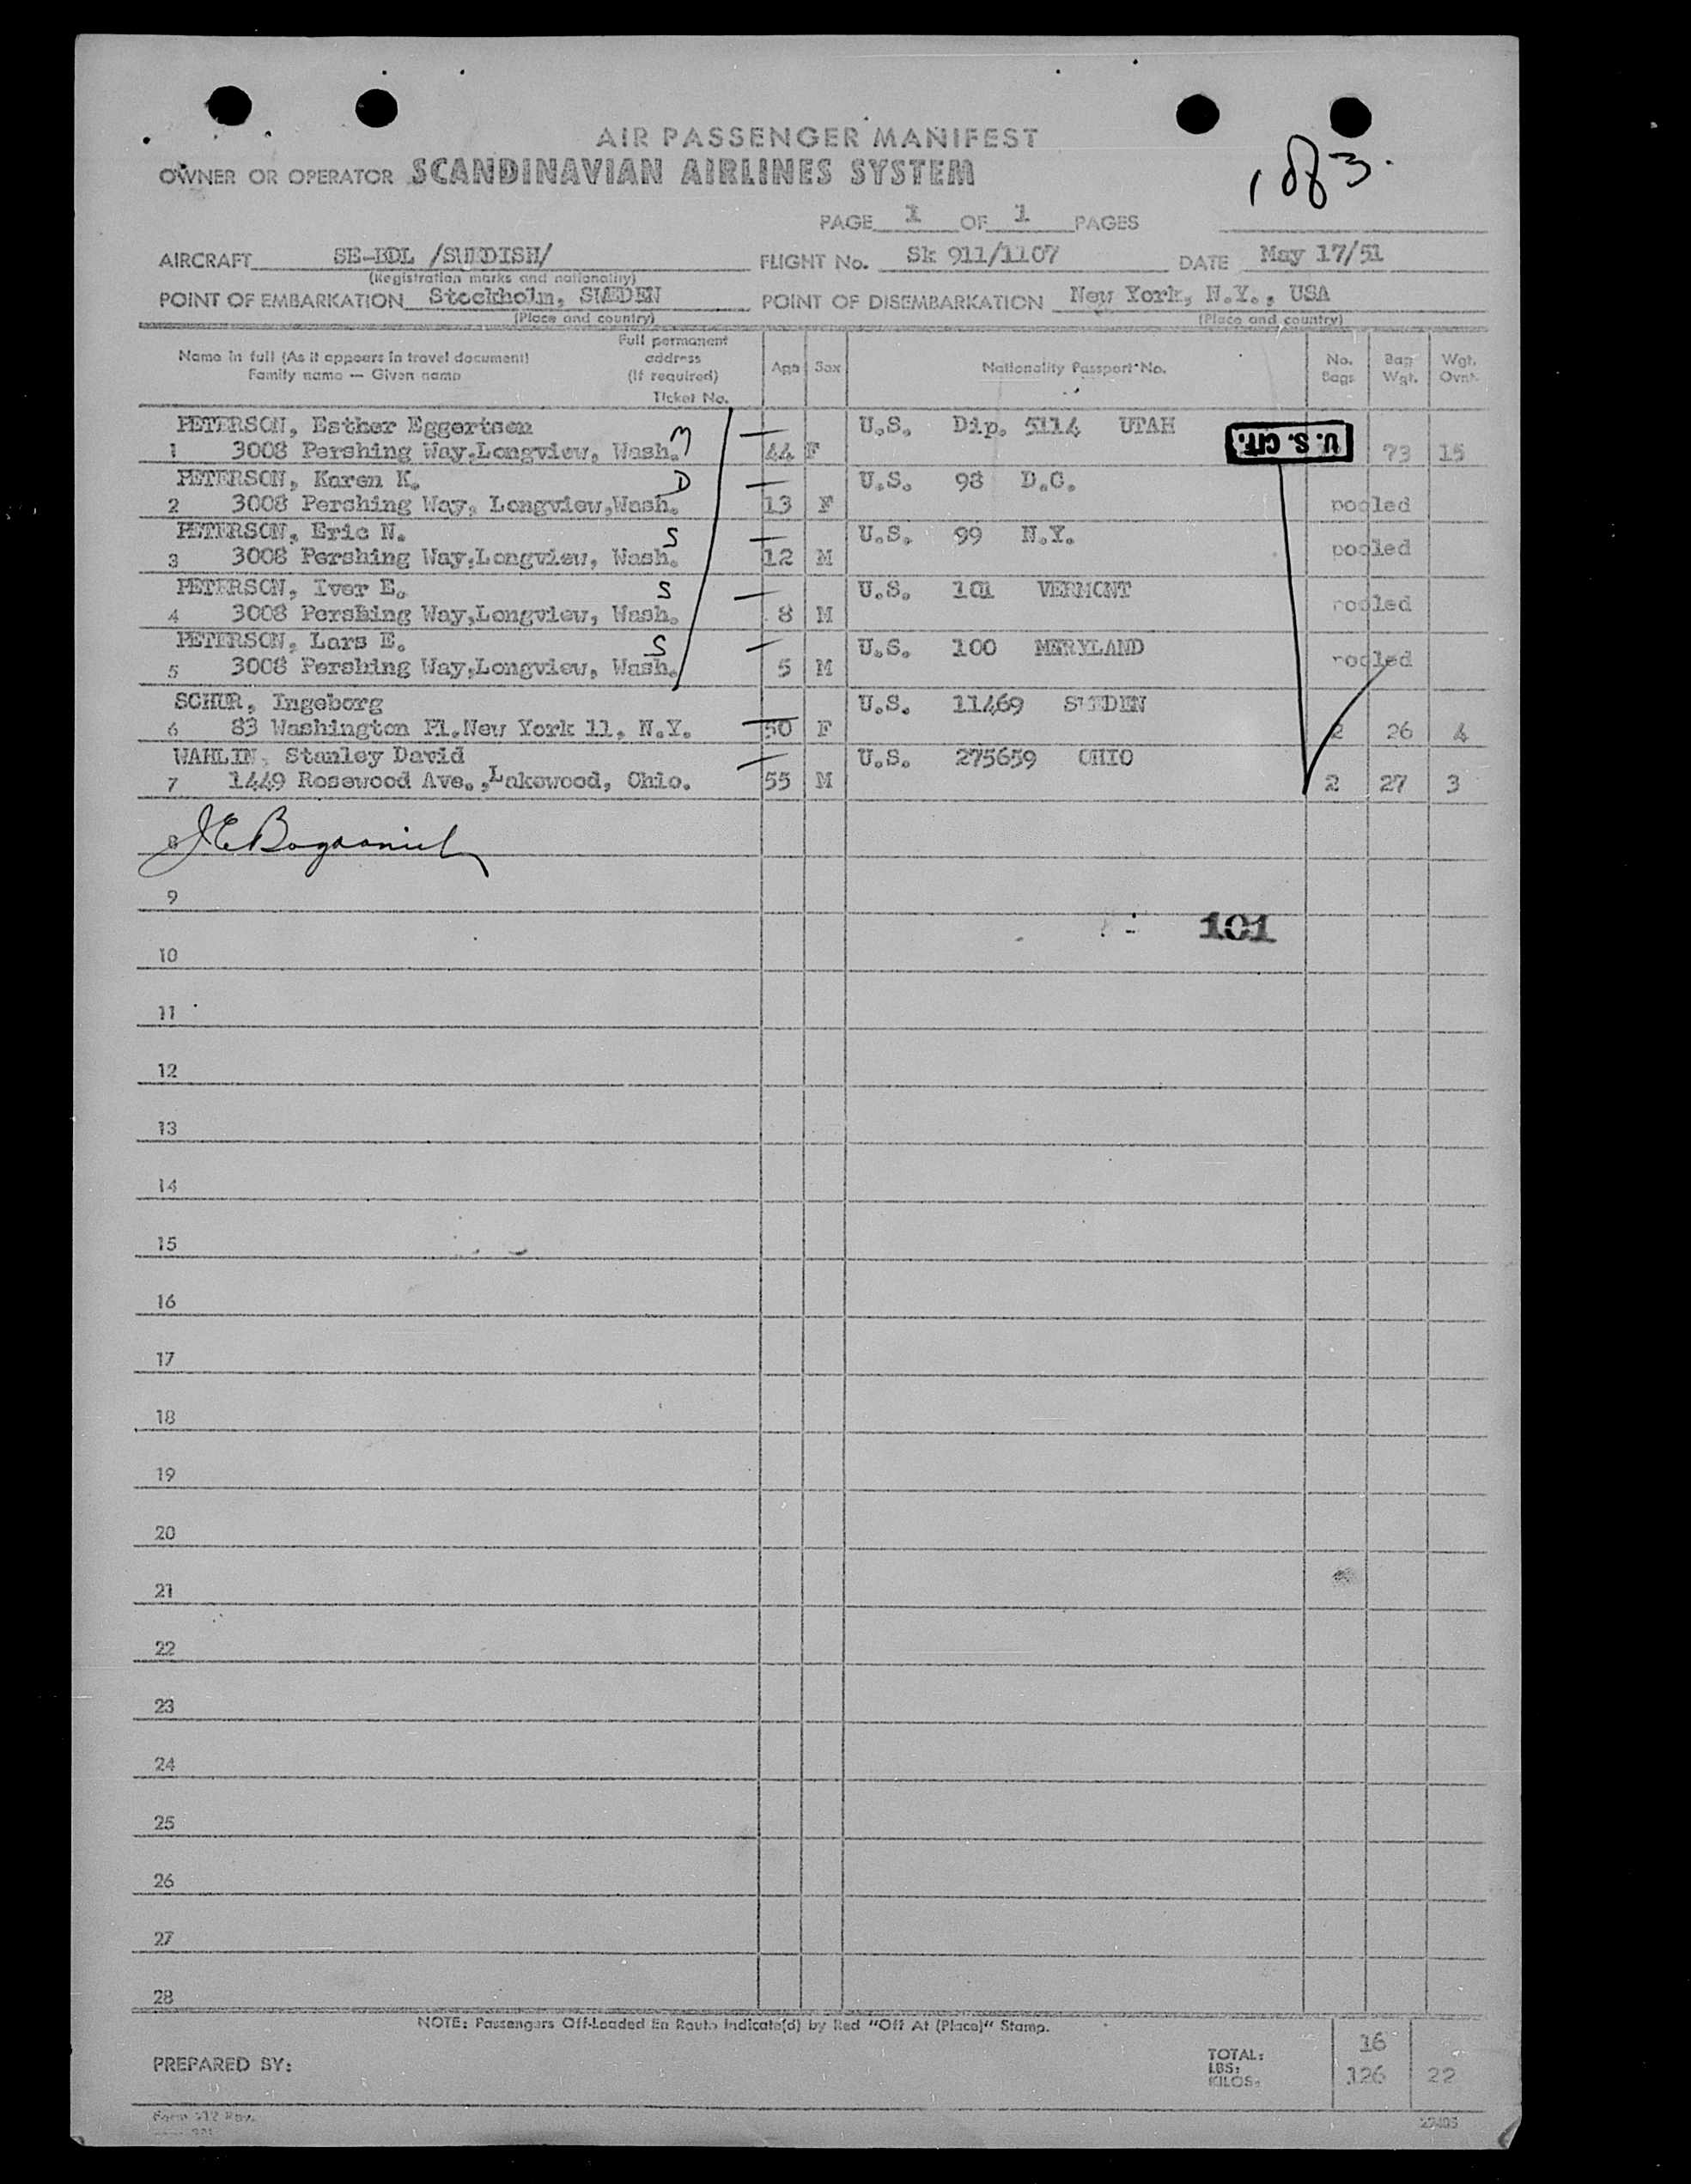 183.
AIR PASSENGER MANIFEST
OWNER OR OPERATOR SCANDINAVIAN AIRLINES SYSTEM
PAGE 1 OF 1 PAGES
AIRCRAFT SE-BDL /SWEDISH/ FLIGHT No. Sk 911/1107 DATE May 17/51
(Registration marks and nationality)
POINT OF EMBARKATION Stockholm, SWEDEN POINT OF DISEMBARKATION New York, N.Y., USA
(Place and country) (Place and country)
Name in full (As it appears in travel document)
Family name — Given name
Full permanent
address
(If required)
Ticket No.
Age Sex Nationality Passport No. No. Bags Bag Wgt. Wgt. Ovnt.
PETERSON, Esther Eggertsen M U.S. Dip. 5114 UTAH U.S. CIT.
1 3008 Pershing Way,Longview, Wash. 44 F 73 15
PETERSON, Karen K. D U.S. 98 D.C.
2 3008 Pershing Way, Longview,Wash. 13 F pooled
PETERSON, Eric N. S U.S. 99 N.Y.
3 3008 Pershing Way,Longview, Wash. 12 M pooled
PETERSON, Iver E. S U.S. 101 VERMONT
4 3008 Pershing Way,Longview, Wash. 8 M pooled
PETERSON, Lars E. S U.S. 100 MERYLAND
5 3008 Pershing Way,Longview, Wash. 5 M pooled
SCHUR, Ingeborg U.S. 11469 SWEDEN
6 83 Washington Pl.New York 11, N.Y. 50 F 2 26 4
WAHLIN, Stanley David U.S. 275659 OHIO
7 1449 Rosewood Ave.,Lakewood, Ohio. 55 M 2 27 3
8
9
101
10
11
12
13
14
15
16
17
18
19
20
21
22
23
24
25
26
27
28
NOTE: Passengers Off-Loaded En Route Indicate(d) by Red "Off At (Place)" Stamp.
PREPARED BY:
TOTAL: 16
LBS:
KILOS: 126 22
Form 512 Rev.